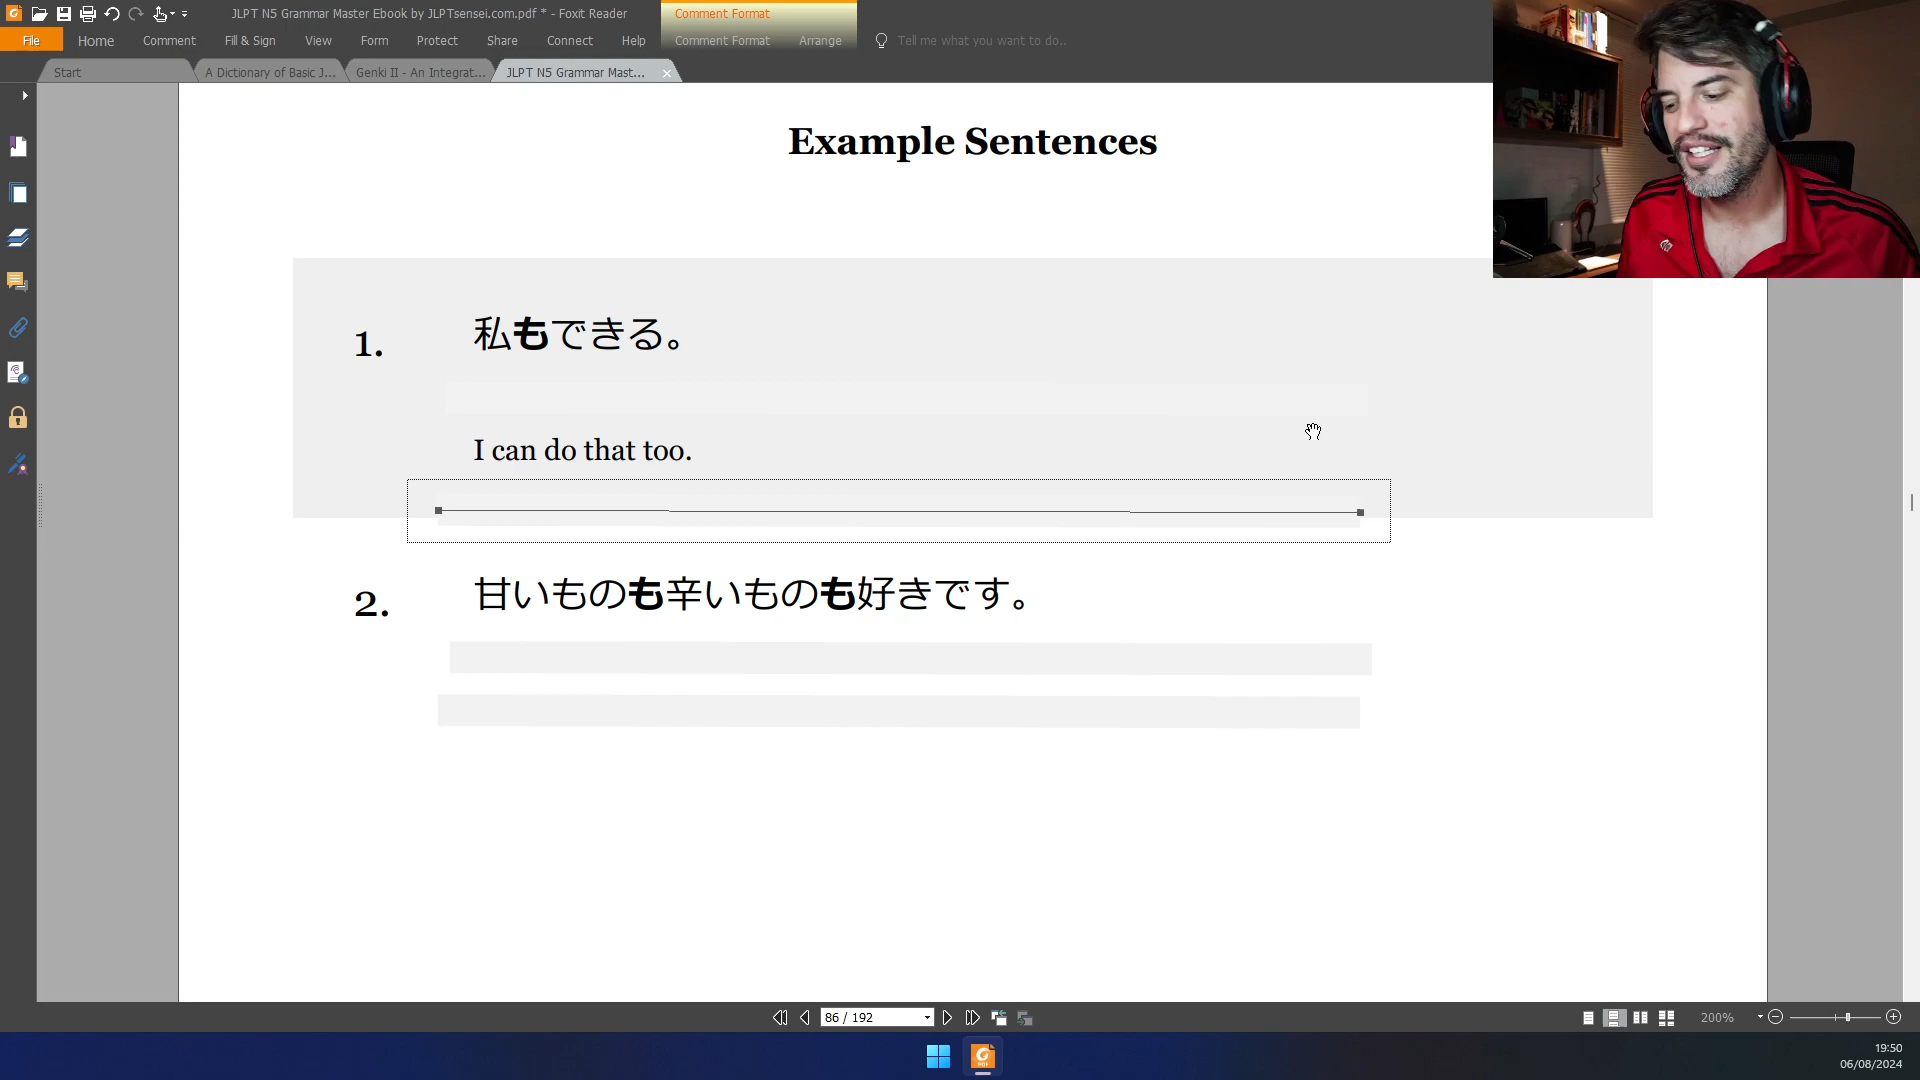 JLPT N5 Grammar Master Ebook by JLPTsensei.com.pdf * - Foxit Reader
Comment Format
File
Home
Comment
Fill & Sign
View
Form
Protect
Share
Connect
Help
Comment Format
Arrange
Tell me what you want to do..
Start
A Dictionary of Basic J...
Genki II - An Integrat...
JLPT N5 Grammar Mast...
Example Sentences
1.
私もできる。
I can do that too.
2.
甘いものも辛いものも好きです。
86 / 192
200%
19:50
06/08/2024